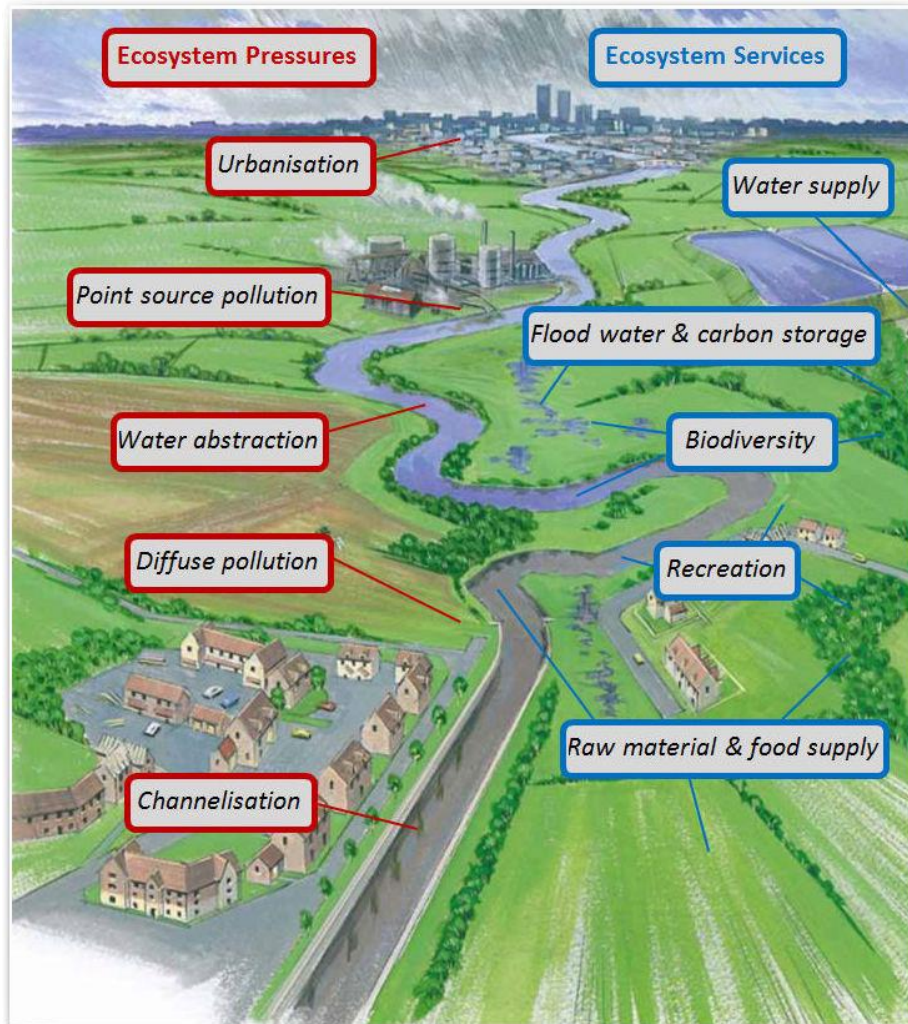 Ecosystem Pressures
Ecosystem Services
Urbanisation
Water supply
Point source pollution
Flood water & carbon storage
Water abstraction
Biodiversity
Diffuse pollution
Recreation
Raw material & food supply
Channelisation